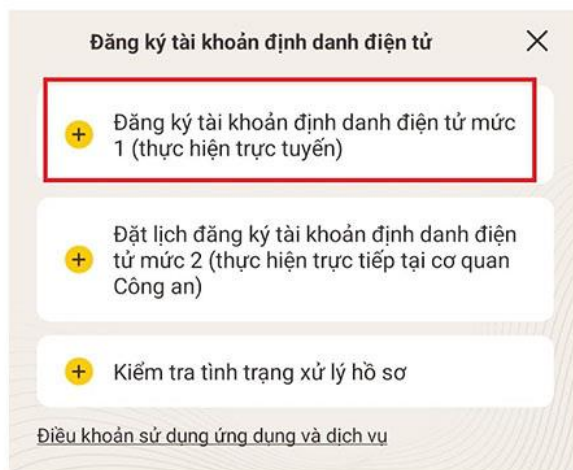 Đăng ký tài khoản định danh điện tử
Đăng ký tài khoản định danh điện tử mức
1 (thực hiện trực tuyến)
Đặt lịch đăng ký tài khoản định danh điện
tử mức 2 (thực hiện trực tiếp tại cơ quan
Công an)
Kiểm tra tình trạng xử lý hồ sơ
Điều khoản sử dụng ứng dụng và dịch vụ